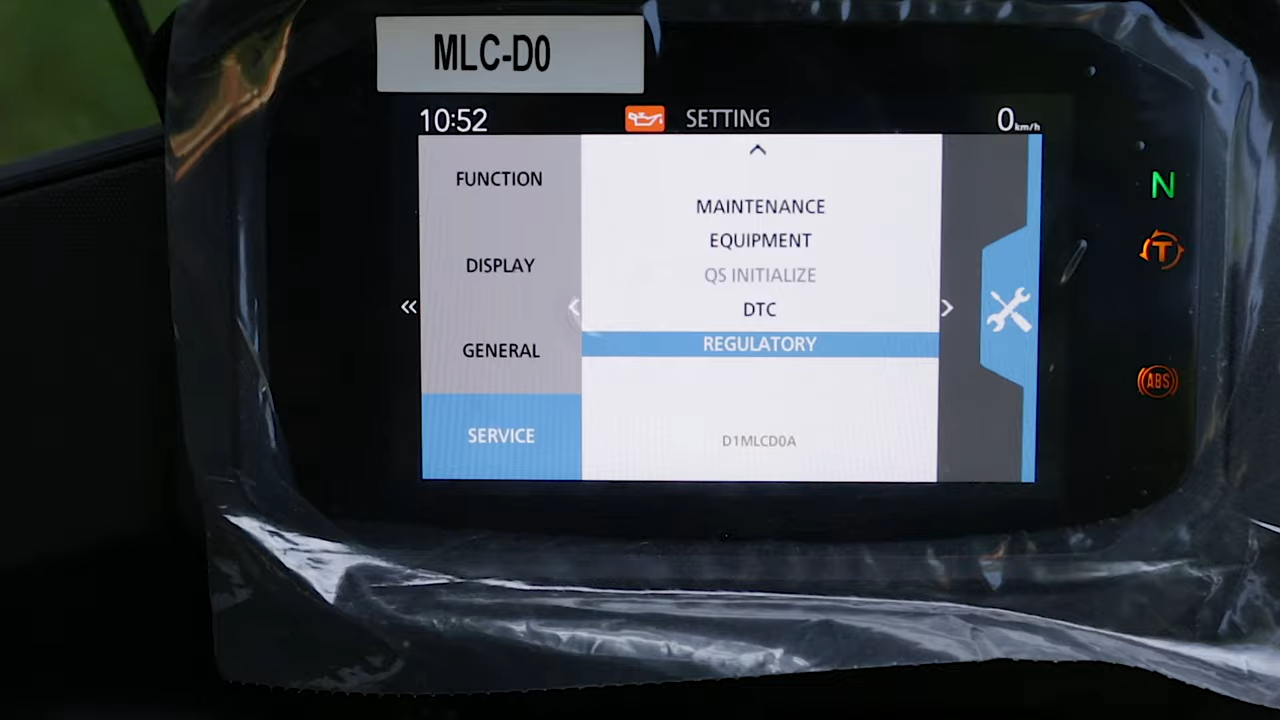 MLC-D0
10:52 SETTING 0km/h
FUNCTION
DISPLAY
GENERAL
SERVICE
MAINTENANCE
EQUIPMENT
QS INITIALIZE
DTC
REGULATORY
D1MLCD0A
N
T
ABS